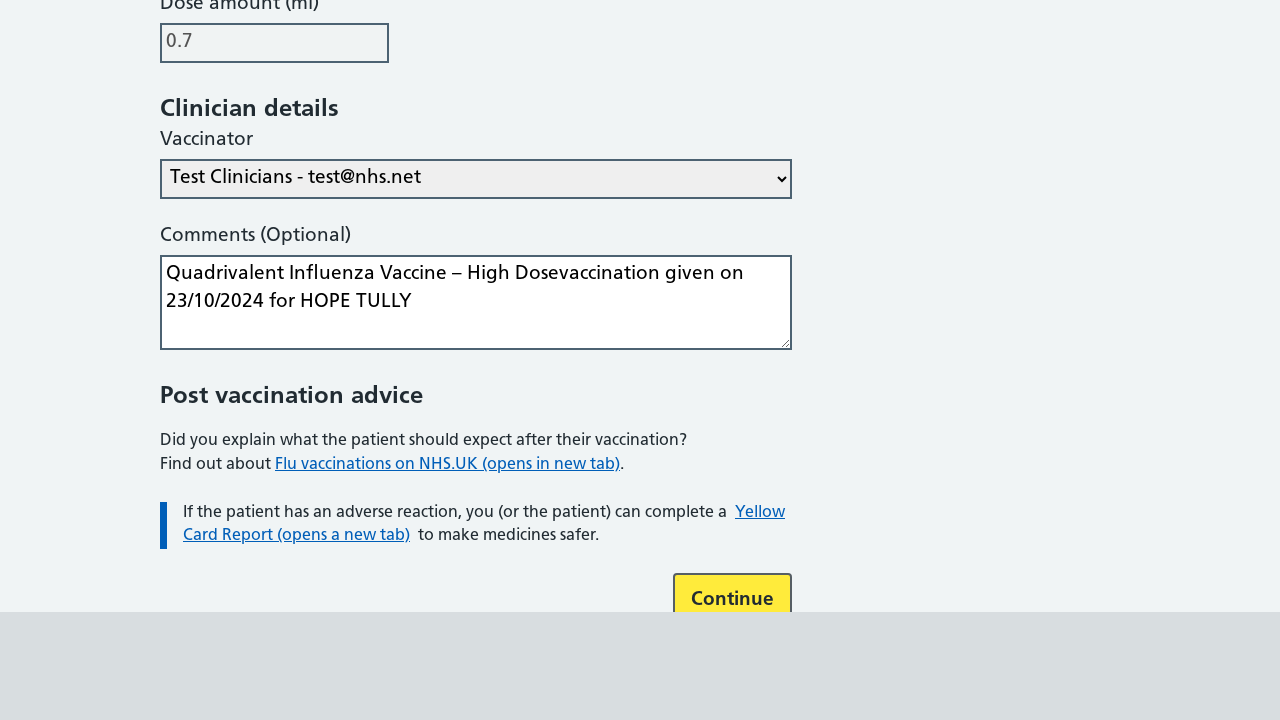 Dose amount (ml)
0.7
Clinician details
Vaccinator
Test Clinicians - test@nhs.net
Comments (Optional)
Quadrivalent Influenza Vaccine – High Dosevaccination given on
23/10/2024 for HOPE TULLY
Post vaccination advice
Did you explain what the patient should expect after their vaccination?
Find out about Flu vaccinations on NHS.UK (opens in new tab).
If the patient has an adverse reaction, you (or the patient) can complete a Yellow
Card Report (opens a new tab) to make medicines safer.
Continue